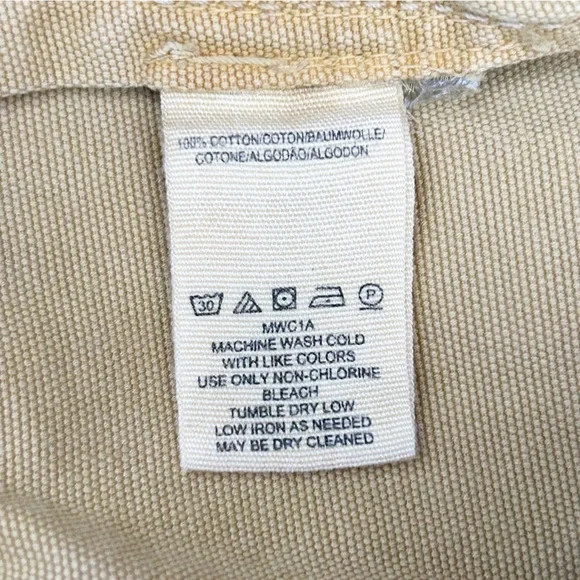 100% COTTON/COTON/BAUMWOLLE/
COTONE/ALGODÃO/ALGODON
30 P
MWC1A
MACHINE WASH COLD
WITH LIKE COLORS
USE ONLY NON-CHLORINE
BLEACH
TUMBLE DRY LOW
LOW IRON AS NEEDED
MAY BE DRY CLEANED